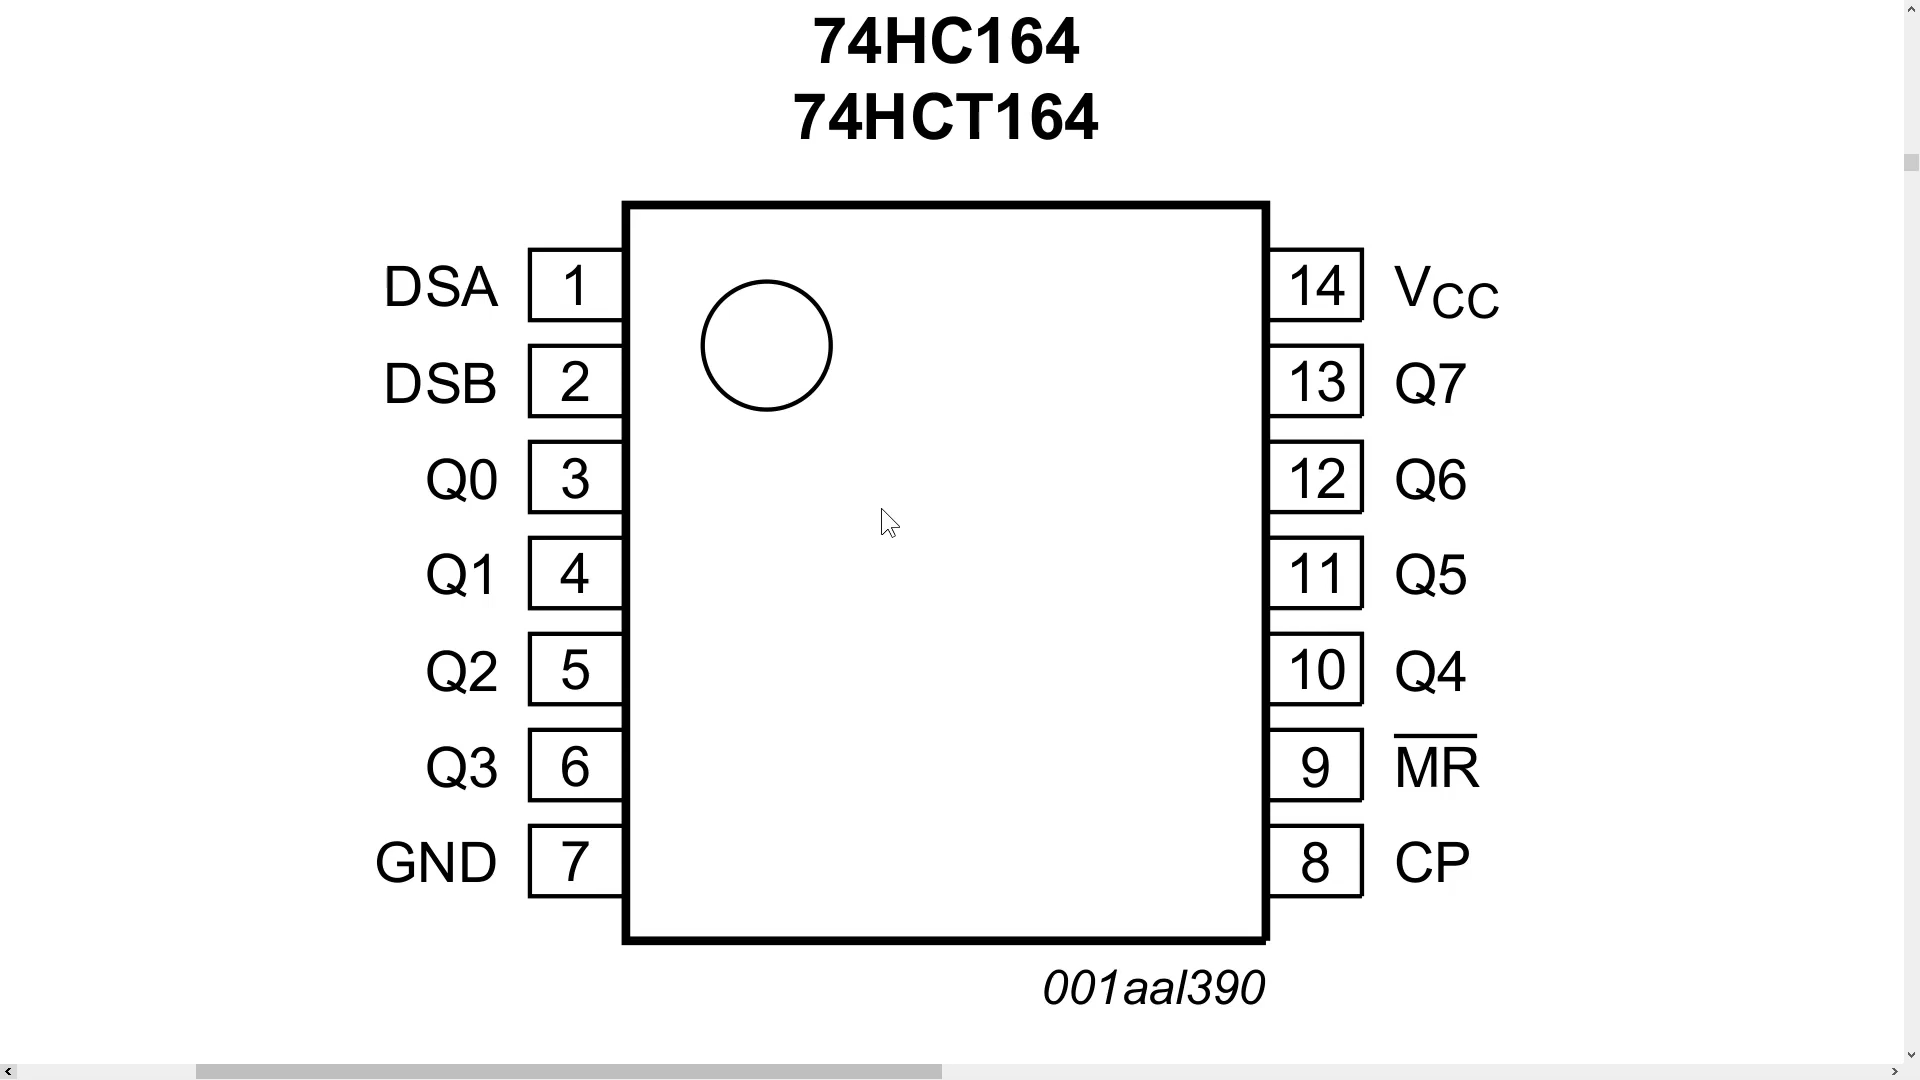 74HC164
74HCT164
DSA 1 14 VCC
DSB 2 13 Q7
Q0 3 12 Q6
Q1 4 11 Q5
Q2 5 10 Q4
Q3 6 9 M̅R̅
GND 7 8 CP
001aal390